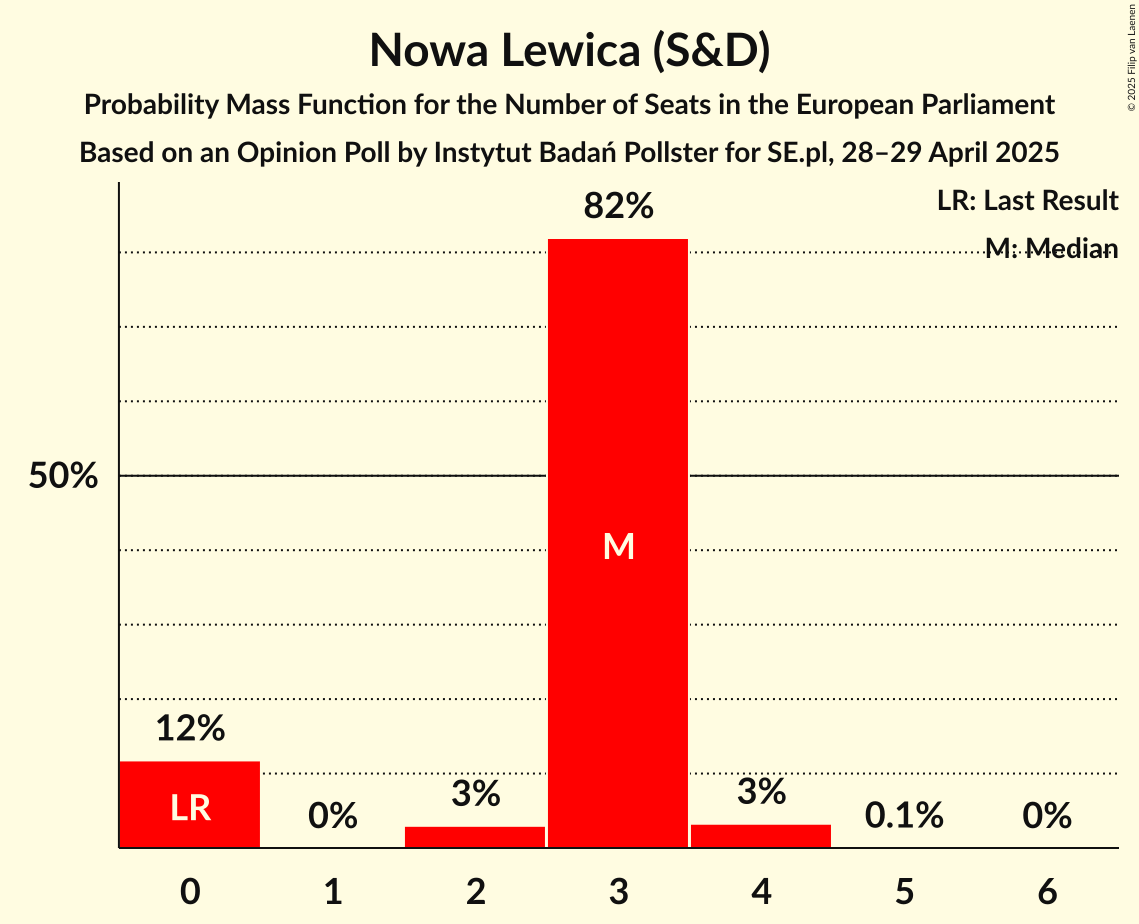 Nowa Lewica (S&D)
Probability Mass Function for the Number of Seats in the European Parliament
Based on an Opinion Poll by Instytut Badań Pollster for SE.pl, 28–29 April 2025
© 2025 Filip van Laenen
LR: Last Result
M: Median
82%
50%
M
12%
LR
0%
3%
3%
0.1%
0%
0 1 2 3 4 5 6